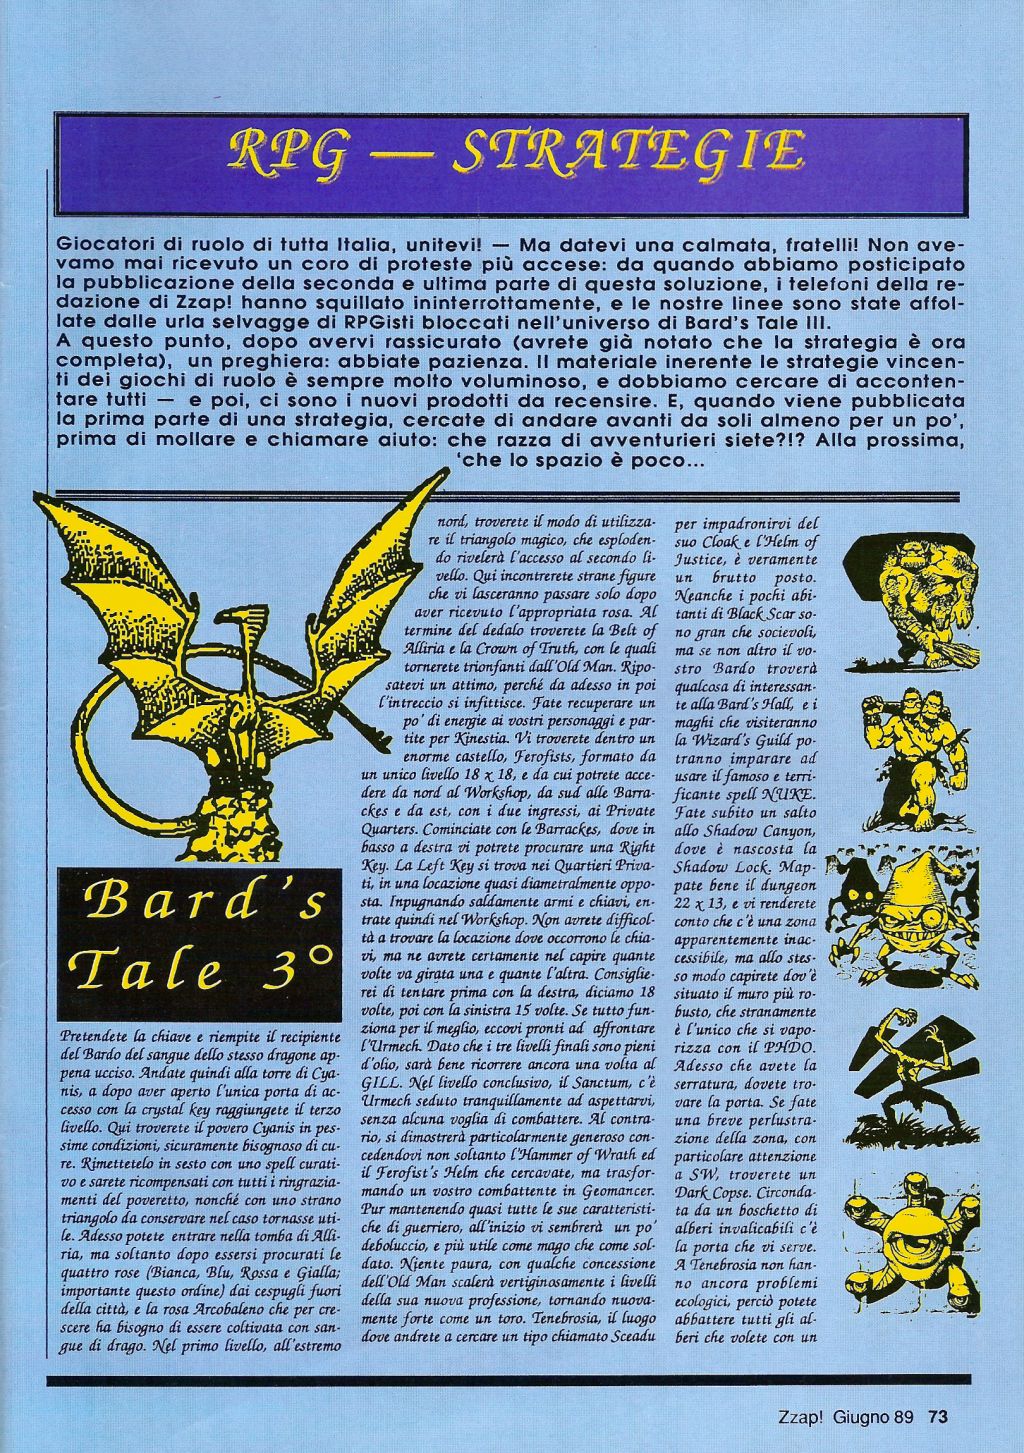 RPG — STRATEGIE
Giocatori di ruolo di tutta Italia, unitevi! — Ma datevi una calmata, fratelli! Non ave-
vamo mai ricevuto un coro di proteste più accese: da quando abbiamo posticipato
la pubblicazione della seconda e ultima parte di questa soluzione, i telefoni della re-
dazione di Zzap! hanno squillato ininterrottamente, e le nostre linee sono state affol-
late dalle urla selvagge di RPGisti bloccati nell'universo di Bard's Tale III.
A questo punto, dopo avervi rassicurato (avrete già notato che la strategia è ora
completa), un preghiera: abbiate pazienza. Il materiale inerente le strategie vincen-
ti dei giochi di ruolo è sempre molto voluminoso, e dobbiamo cercare di acconten-
tare tutti — e poi, ci sono i nuovi prodotti da recensire. E, quando viene pubblicata
la prima parte di una strategia, cercate di andare avanti da soli almeno per un po',
prima di mollare e chiamare aiuto: che razza di avventurieri siete?!? Alla prossima,
'che lo spazio è poco...
Bard's
Tale 3°
Pretendete la chiave e riempite il recipiente
del Bardo del sangue dello stesso dragone ap-
pena ucciso. Andate quindi alla torre di Cya-
nis, a dopo aver aperto l'unica porta di ac-
cesso con la crystal key raggiungete il terzo
livello. Qui troverete il povero Cyanis in pes-
sime condizioni, sicuramente bisognoso di cu-
re. Rimettetelo in sesto con uno spell curati-
vo e sarete ricompensati con tutti i ringrazia-
menti del poveretto, nonché con uno strano
triangolo da conservare nel caso tornasse uti-
le. Adesso potete entrare nella tomba di Alli-
ria, ma soltanto dopo essersi procurati le
quattro rose (Bianca, Blu, Rossa e Gialla;
importante questo ordine) dai cespugli fuori
della città, e la rosa Arcobaleno che per cre-
scere ha bisogno di essere coltivata con san-
gue di drago. Nel primo livello, all'estremo
nord, troverete il modo di utilizza-
re il triangolo magico, che esploden-
do rivelerà l'accesso al secondo li-
vello. Qui incontrerete strane figure
che vi lasceranno passare solo dopo
aver ricevuto l'appropriata rosa. Al
termine del dedalo troverete la Belt of
Alliria e la Crown of Truth, con le quali
tornerete trionfanti dall'Old Man. Ripo-
satevi un attimo, perché da adesso in poi
l'intreccio si infittisce. Fate recuperare un
po' di energie ai vostri personaggi e par-
tite per Kinestia. Vi troverete dentro un
enorme castello, Ferofists, formato da
un unico livello 18 x 18, e da cui potrete acce-
dere da nord al Workshop, da sud alle Barra-
ckes e da est, con i due ingressi, ai Private
Quarters. Cominciate con le Barrackes, dove in
basso a destra vi potrete procurare una Right
Key. La Left Key si trova nei Quartieri Priva-
ti, in una locazione quasi diametralmente oppo-
sta. Inpugnando saldamente armi e chiavi, en-
trate quindi nel Workshop. Non avrete difficol-
tà a trovare la locazione dove occorrono le chia-
vi, ma ne avrete certamente nel capire quante
volte va girata una e quante l'altra. Consiglie-
rei di tentare prima con la destra, diciamo 18
volte, poi con la sinistra 15 volte. Se tutto fun-
ziona per il meglio, eccovi pronti ad affrontare
l'Urmech. Dato che i tre livelli finali sono pieni
d'olio, sarà bene ricorrere ancora una volta al
GILL. Nel livello conclusivo, il Sanctum, c'è
Urmech seduto tranquillamente ad aspettarvi,
senza alcuna voglia di combattere. Al contra-
rio, si dimostrerà particolarmente generoso con-
cedendovi non soltanto l'Hammer of Wrath ed
il Ferofist's Helm che cercavate, ma trasfor-
mando un vostro combattente in Geomancer.
Pur mantenendo quasi tutte le sue caratteristi-
che di guerriero, all'inizio vi sembrerà un po'
deboluccio, e più utile come mago che come sol-
dato. Niente paura, con qualche concessione
dell'Old Man scalerà vertiginosamente i livelli
della sua nuova professione, tornando nuova-
mente forte come un toro. Tenebrosia, il luogo
dove andrete a cercare un tipo chiamato Sceadu
per impadronirvi del
suo Cloak e l'Helm of
Justice, è veramente
un brutto posto.
Neanche i pochi abi-
tanti di Black Scar so-
no gran che socievoli,
ma se non altro il vo-
stro Bardo troverà
qualcosa di interessan-
te alla Bard's Hall, e i
maghi che visiteranno
la Wizard's Guild po-
tranno imparare ad
usare il famoso e terri-
ficante spell NUKE.
Fate subito un salto
allo Shadow Canyon,
dove è nascosta la
Shadow Lock. Map-
pate bene il dungeon
22 x 13, e vi renderete
conto che c'è una zona
apparentemente inac-
cessibile, ma allo stes-
so modo capirete dov'è
situato il muro più ro-
busto, che stranamente
è l'unico che si vapo-
rizza con il PHDO.
Adesso che avete la
serratura, dovete tro-
vare la porta. Se fate
una breve perlustra-
zione della zona, con
particolare attenzione
a SW, troverete un
Dark Copse. Circonda-
ta da un boschetto di
alberi invalicabili c'è
la porta che vi serve.
A Tenebrosia non han-
no ancora problemi
ecologici, perciò potete
abbattere tutti gli al-
beri che volete con un
Zzap! Giugno 89 73